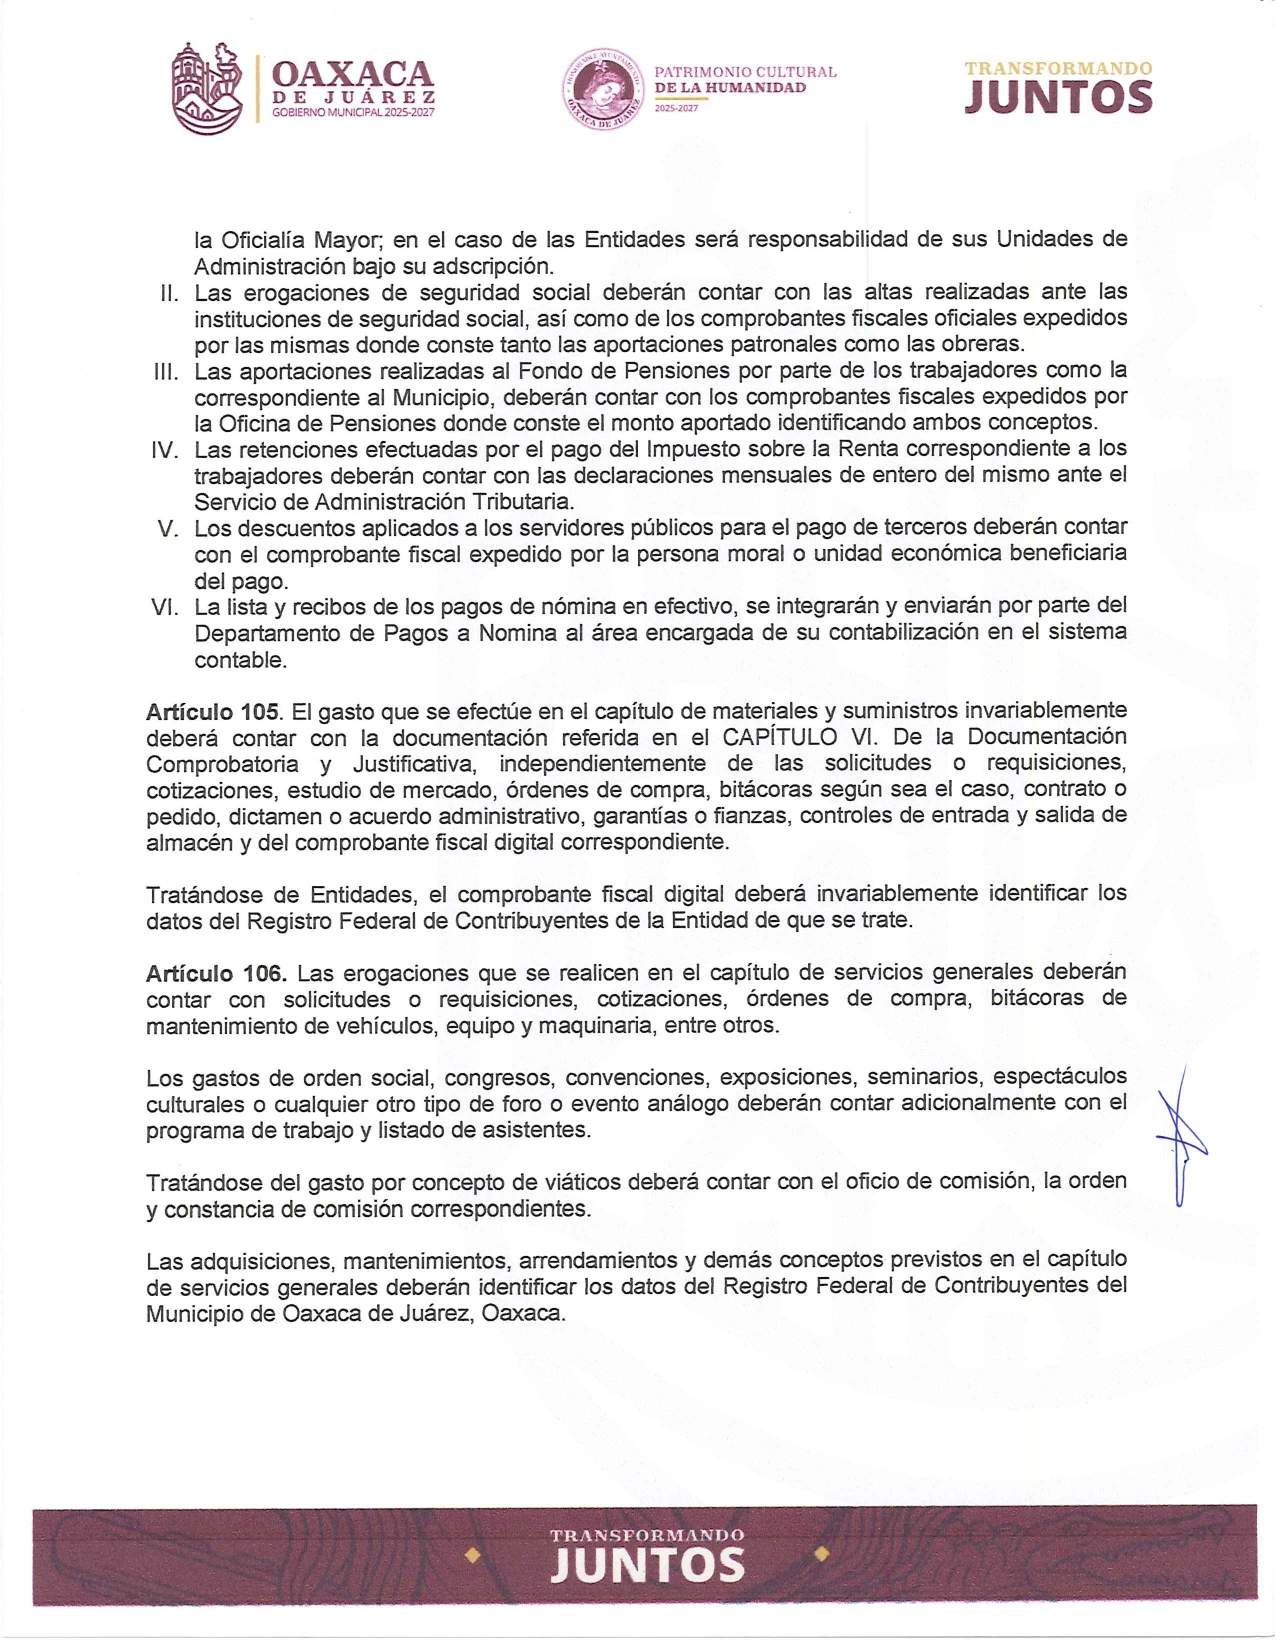 OAXACA
DE JUÁREZ
GOBIERNO MUNICIPAL 2025-2027
HONORABLE AYUNTAMIENTO
OAXACA DE JUÁREZ
PATRIMONIO CULTURAL
DE LA HUMANIDAD
2025-2027
TRANSFORMANDO
JUNTOS
la Oficialía Mayor; en el caso de las Entidades será responsabilidad de sus Unidades de
Administración bajo su adscripción.
II. Las erogaciones de seguridad social deberán contar con las altas realizadas ante las
instituciones de seguridad social, así como de los comprobantes fiscales oficiales expedidos
por las mismas donde conste tanto las aportaciones patronales como las obreras.
III. Las aportaciones realizadas al Fondo de Pensiones por parte de los trabajadores como la
correspondiente al Municipio, deberán contar con los comprobantes fiscales expedidos por
la Oficina de Pensiones donde conste el monto aportado identificando ambos conceptos.
IV. Las retenciones efectuadas por el pago del Impuesto sobre la Renta correspondiente a los
trabajadores deberán contar con las declaraciones mensuales de entero del mismo ante el
Servicio de Administración Tributaria.
V. Los descuentos aplicados a los servidores públicos para el pago de terceros deberán contar
con el comprobante fiscal expedido por la persona moral o unidad económica beneficiaria
del pago.
VI. La lista y recibos de los pagos de nómina en efectivo, se integrarán y enviarán por parte del
Departamento de Pagos a Nomina al área encargada de su contabilización en el sistema
contable.
Artículo 105. El gasto que se efectúe en el capítulo de materiales y suministros invariablemente
deberá contar con la documentación referida en el CAPÍTULO VI. De la Documentación
Comprobatoria y Justificativa, independientemente de las solicitudes o requisiciones,
cotizaciones, estudio de mercado, órdenes de compra, bitácoras según sea el caso, contrato o
pedido, dictamen o acuerdo administrativo, garantías o fianzas, controles de entrada y salida de
almacén y del comprobante fiscal digital correspondiente.
Tratándose de Entidades, el comprobante fiscal digital deberá invariablemente identificar los
datos del Registro Federal de Contribuyentes de la Entidad de que se trate.
Artículo 106. Las erogaciones que se realicen en el capítulo de servicios generales deberán
contar con solicitudes o requisiciones, cotizaciones, órdenes de compra, bitácoras de
mantenimiento de vehículos, equipo y maquinaria, entre otros.
Los gastos de orden social, congresos, convenciones, exposiciones, seminarios, espectáculos
culturales o cualquier otro tipo de foro o evento análogo deberán contar adicionalmente con el
programa de trabajo y listado de asistentes.
Tratándose del gasto por concepto de viáticos deberá contar con el oficio de comisión, la orden
y constancia de comisión correspondientes.
Las adquisiciones, mantenimientos, arrendamientos y demás conceptos previstos en el capítulo
de servicios generales deberán identificar los datos del Registro Federal de Contribuyentes del
Municipio de Oaxaca de Juárez, Oaxaca.
TRANSFORMANDO
JUNTOS